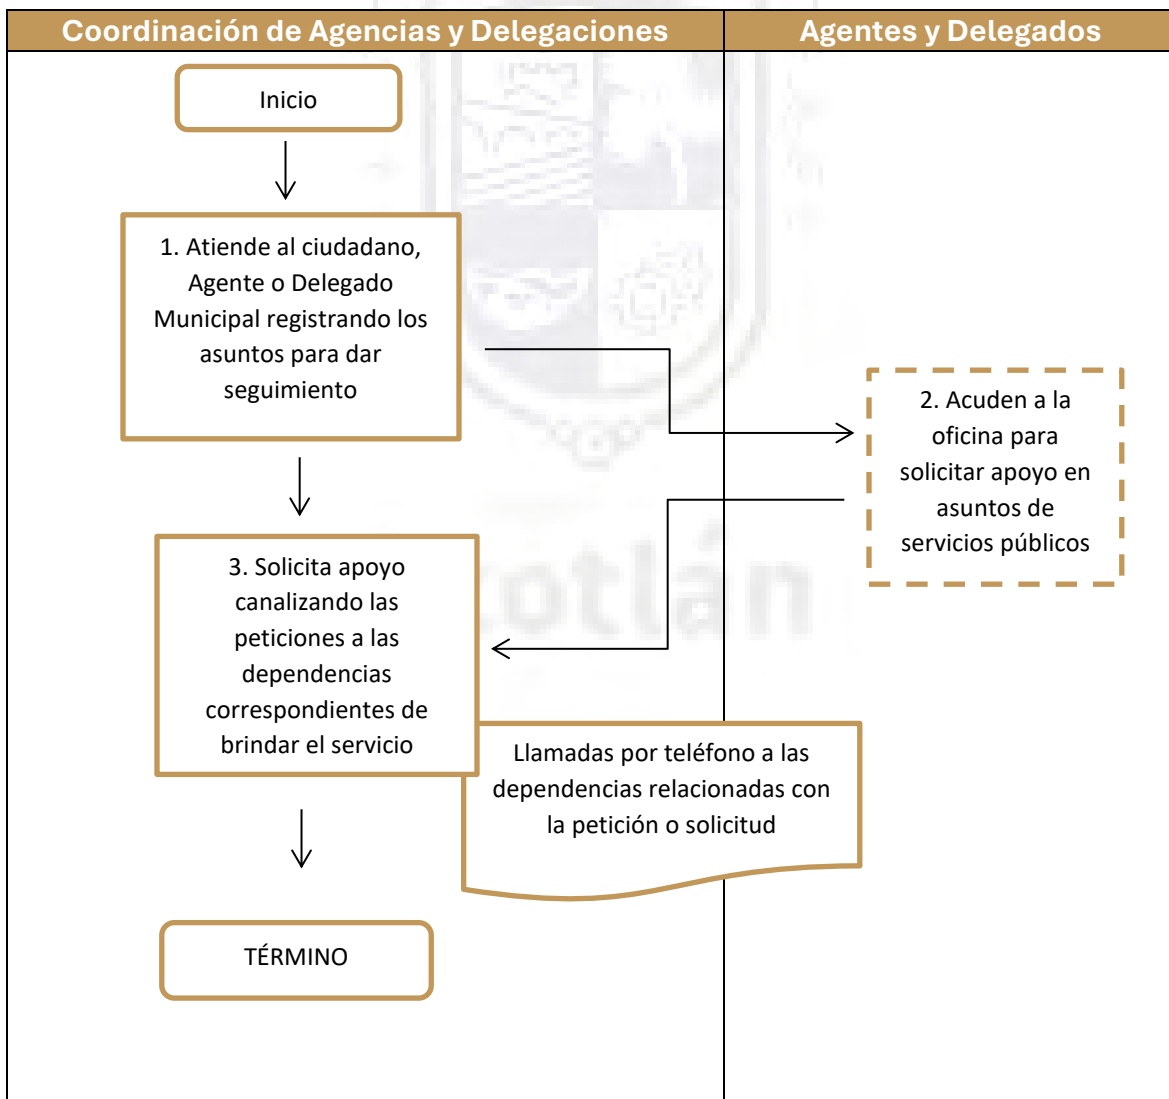 Coordinación de Agencias y Delegaciones
Agentes y Delegados
Inicio
1. Atiende al ciudadano,
Agente o Delegado
Municipal registrando los
asuntos para dar
seguimiento
2. Acuden a la
oficina para
solicitar apoyo en
asuntos de
servicios públicos
3. Solicita apoyo
canalizando las
peticiones a las
dependencias
correspondientes de
brindar el servicio
Llamadas por teléfono a las
dependencias relacionadas con
la petición o solicitud
TÉRMINO